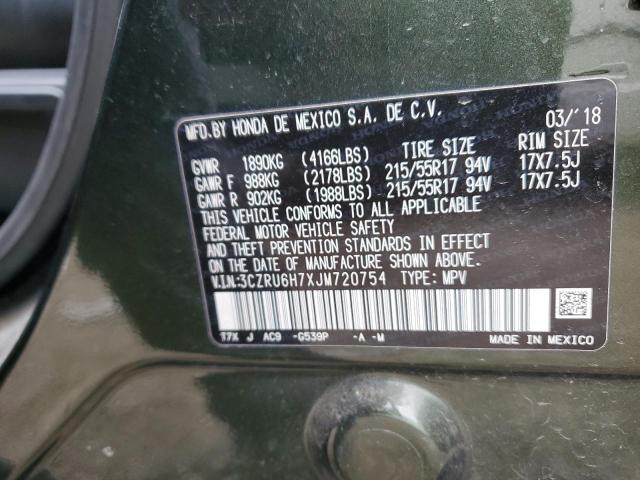 MFD.BY HONDA DE MEXICO S.A. DE C.V. 03/'18
GVWR 1890KG (4166LBS) TIRE SIZE RIM SIZE
GAWR F 988KG (2178LBS) 215/55R17 94V 17X7.5J
GAWR R 902KG (1988LBS) 215/55R17 94V 17X7.5J
THIS VEHICLE CONFORMS TO ALL APPLICABLE
FEDERAL MOTOR VEHICLE SAFETY
AND THEFT PREVENTION STANDARDS IN EFFECT
ON THE DATE OF MANUFACTURE SHOWN ABOVE.
V.I.N.:3CZRU6H7XJM720754 TYPE: MPV
T7X J AC9 -G539P -A -M MADE IN MEXICO